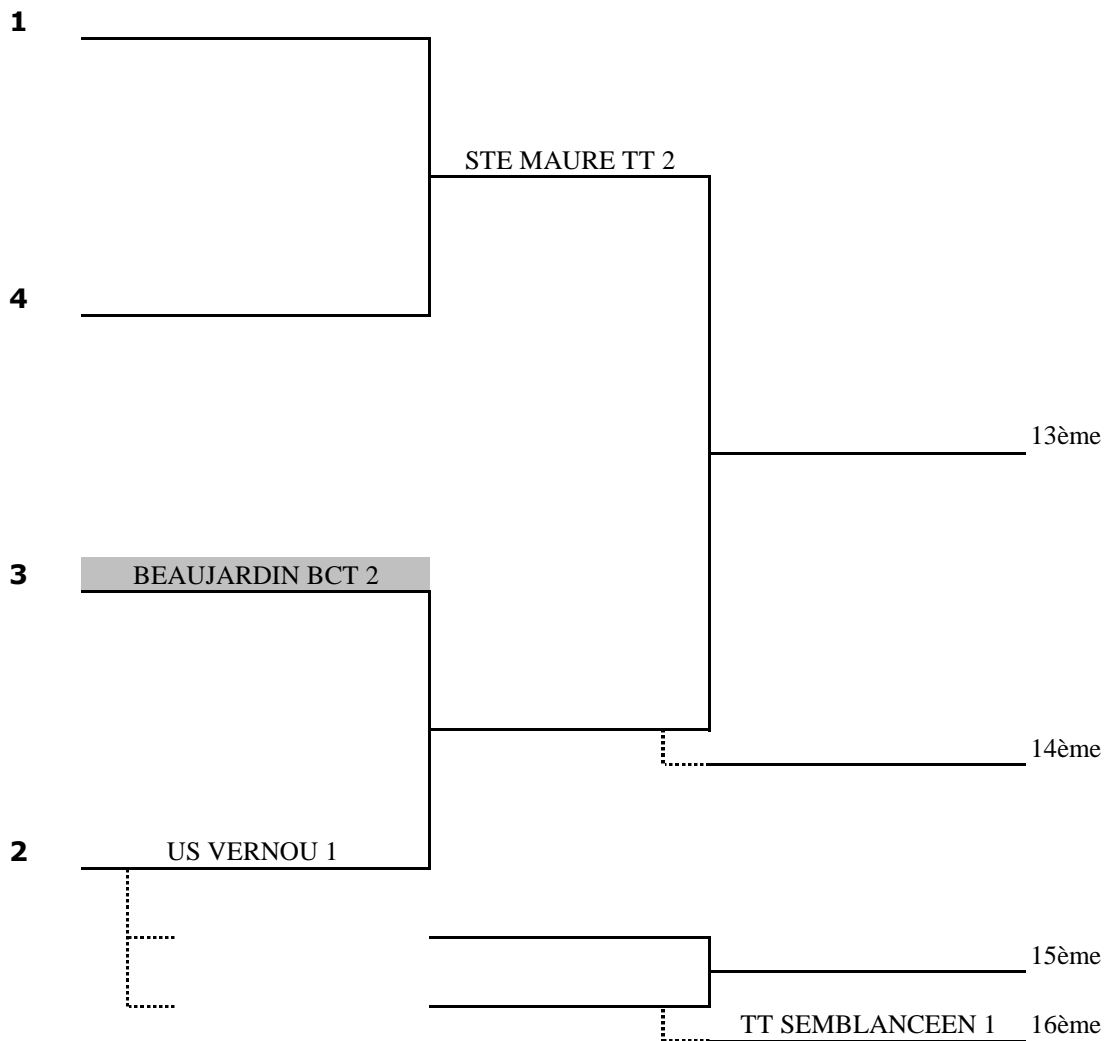 1
STE MAURE TT 2
4
13ème
3 BEAUJARDIN BCT 2
14ème
2 US VERNOU 1
15ème
TT SEMBLANCEEN 1 16ème